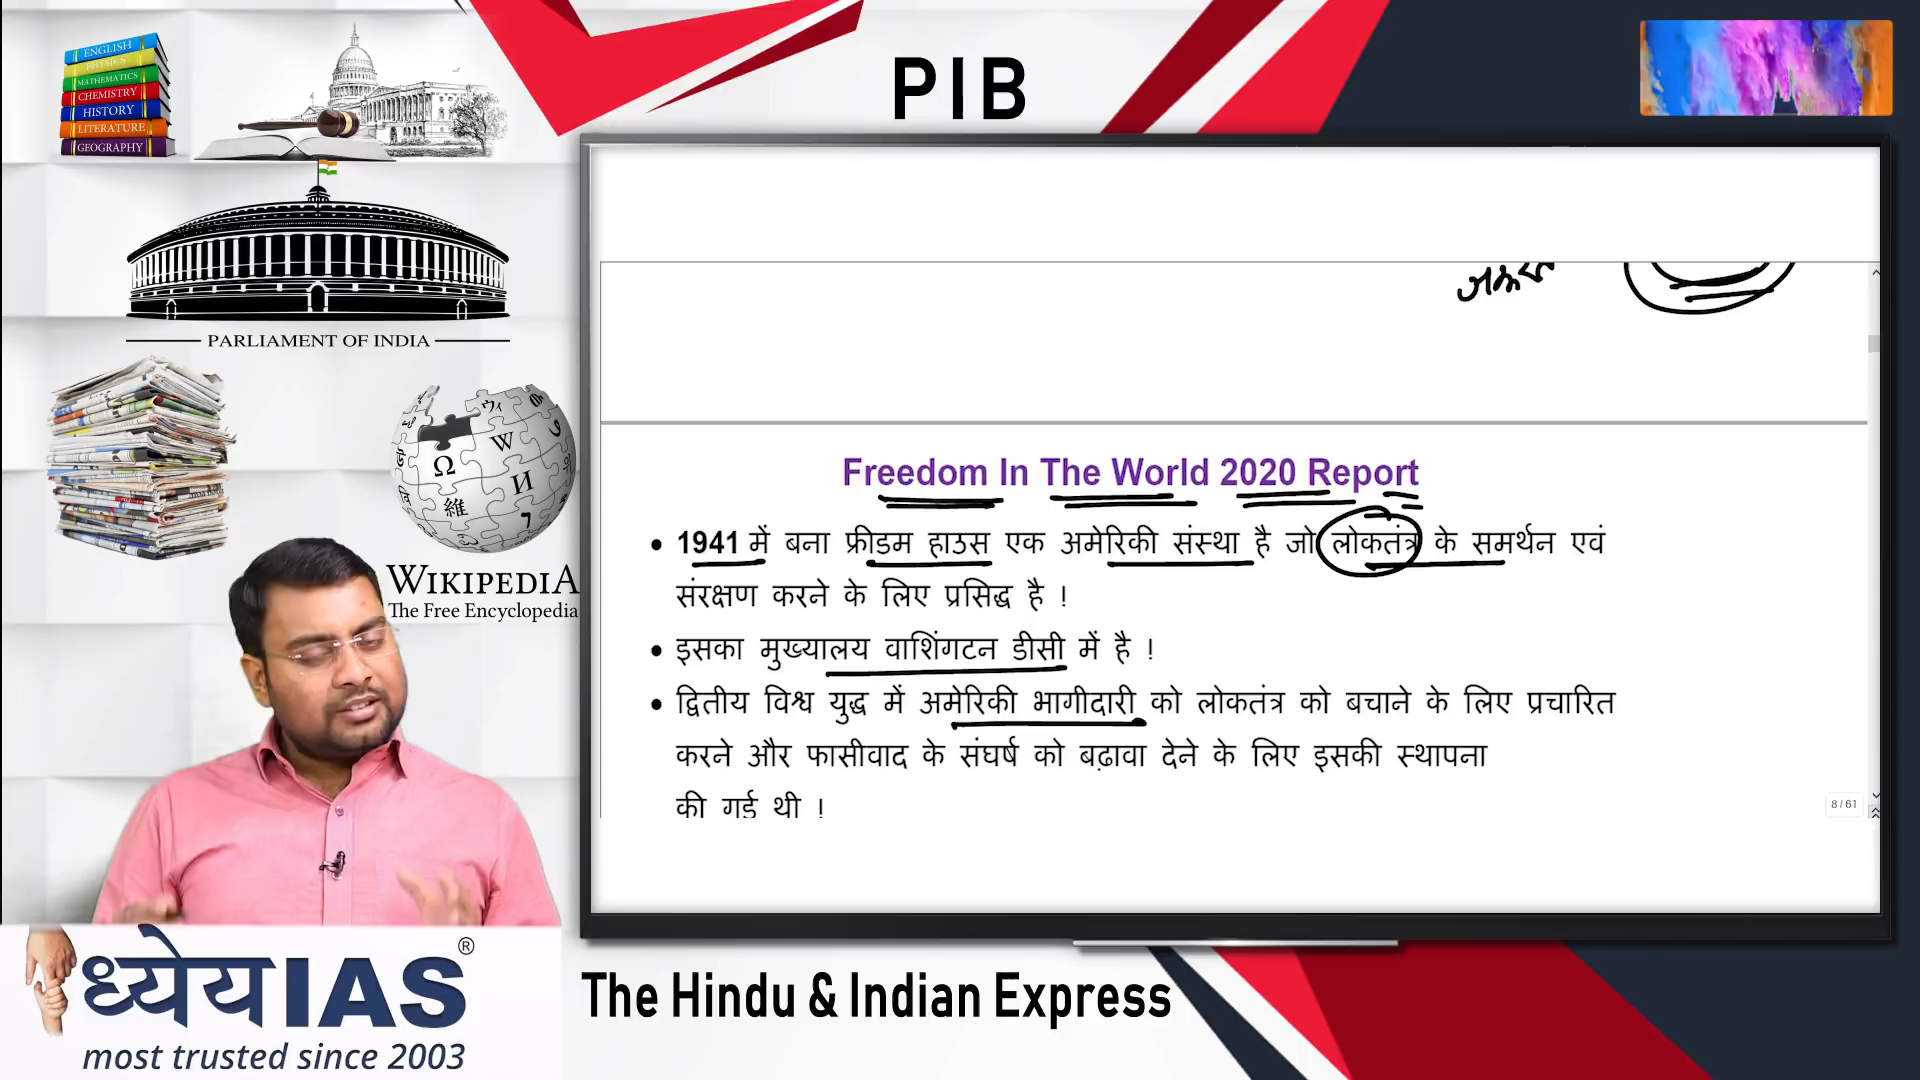 PIB
ENGLISH
PHYSICS
MATHEMATICS
CHEMISTRY
HISTORY
LITERATURE
GEOGRAPHY
PARLIAMENT OF INDIA
Ω
W
И
維
WIKIPEDIA
The Free Encyclopedia
Freedom In The World 2020 Report
• 1941 में बना फ्रीडम हाउस एक अमेरिकी संस्था है जो लोकतंत्र के समर्थन एवं
संरक्षण करने के लिए प्रसिद्ध है !
• इसका मुख्यालय वाशिंगटन डीसी में है !
• द्वितीय विश्व युद्ध में अमेरिकी भागीदारी को लोकतंत्र को बचाने के लिए प्रचारित
करने और फासीवाद के संघर्ष को बढ़ावा देने के लिए इसकी स्थापना
की गई थी !
8/61
ध्येय IAS®
most trusted since 2003
The Hindu & Indian Express